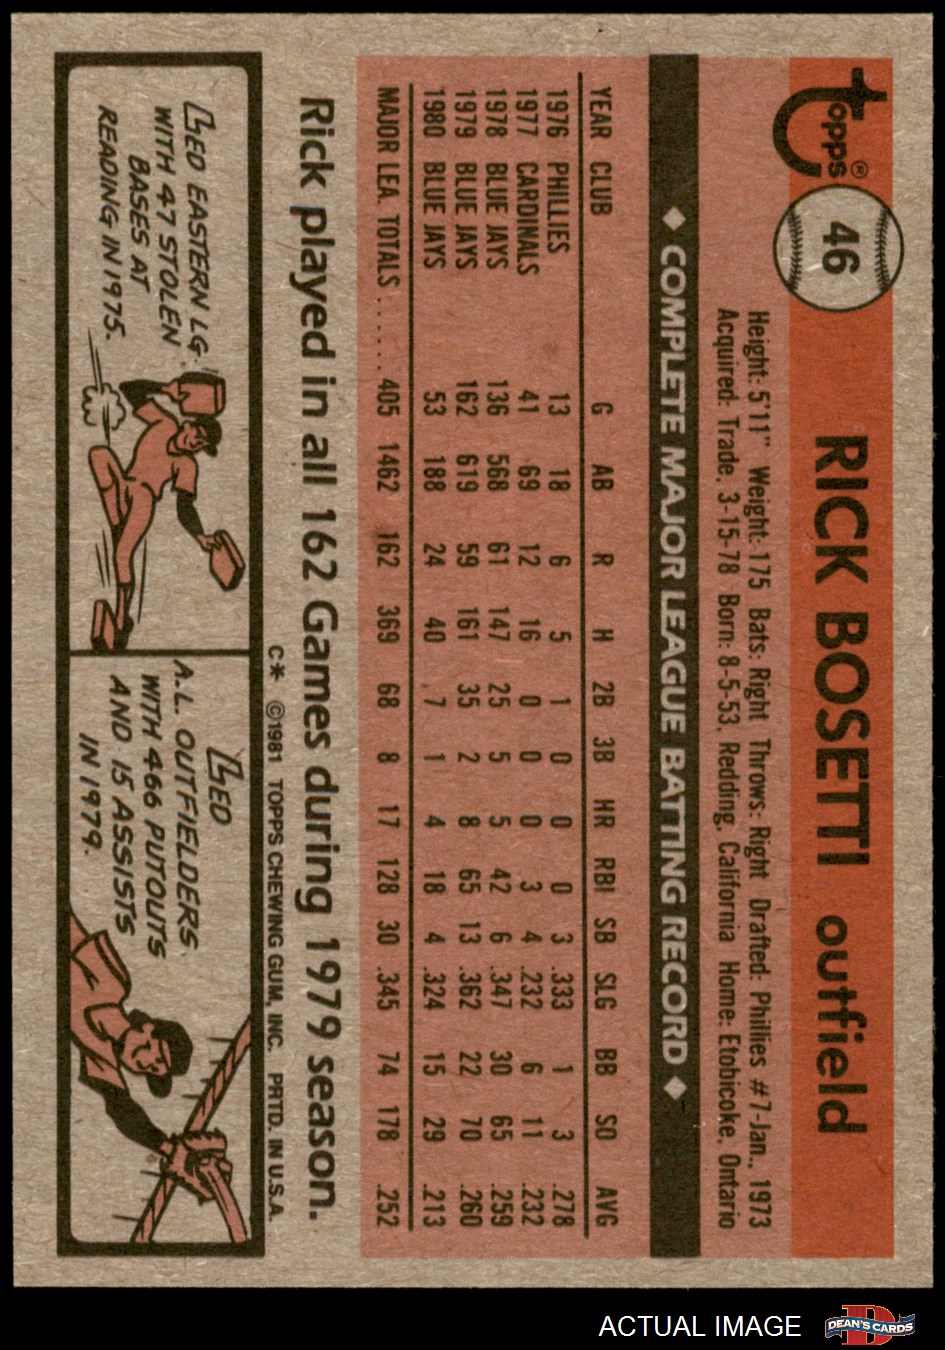 topps®
46
RICK BOSETTI outfield
Height: 5'11" Weight: 175 Bats: Right Throws: Right Drafted: Phillies #7-Jan., 1973
Acquired: Trade, 3-15-78 Born: 8-5-53, Redding, California Home: Etobicoke, Ontario
◆ COMPLETE MAJOR LEAGUE BATTING RECORD ◆
YEAR CLUB G AB R H 2B 3B HR RBI SB SLG BB SO AVG
1976 PHILLIES 13 18 6 5 1 0 0 0 3 .333 1 3 .278
1977 CARDINALS 41 69 12 16 0 0 0 3 4 .232 6 11 .232
1978 BLUE JAYS 136 568 61 147 25 5 5 42 6 .347 30 65 .259
1979 BLUE JAYS 162 619 59 161 35 2 8 65 13 .362 22 70 .260
1980 BLUE JAYS 53 188 24 40 7 1 4 18 4 .324 15 29 .213
MAJOR LEA. TOTALS ...... 405 1462 162 369 68 8 17 128 30 .345 74 178 .252
Rick played in all 162 Games during 1979 season.
C* ©1981 TOPPS CHEWING GUM, INC. PRTD. IN U.S.A.
LED EASTERN LG.
WITH 47 STOLEN
BASES AT
READING IN 1975.
LED
A.L. OUTFIELDERS
WITH 466 PUTOUTS
AND 15 ASSISTS
IN 1979.
ACTUAL IMAGE
DEAN'S CARDS